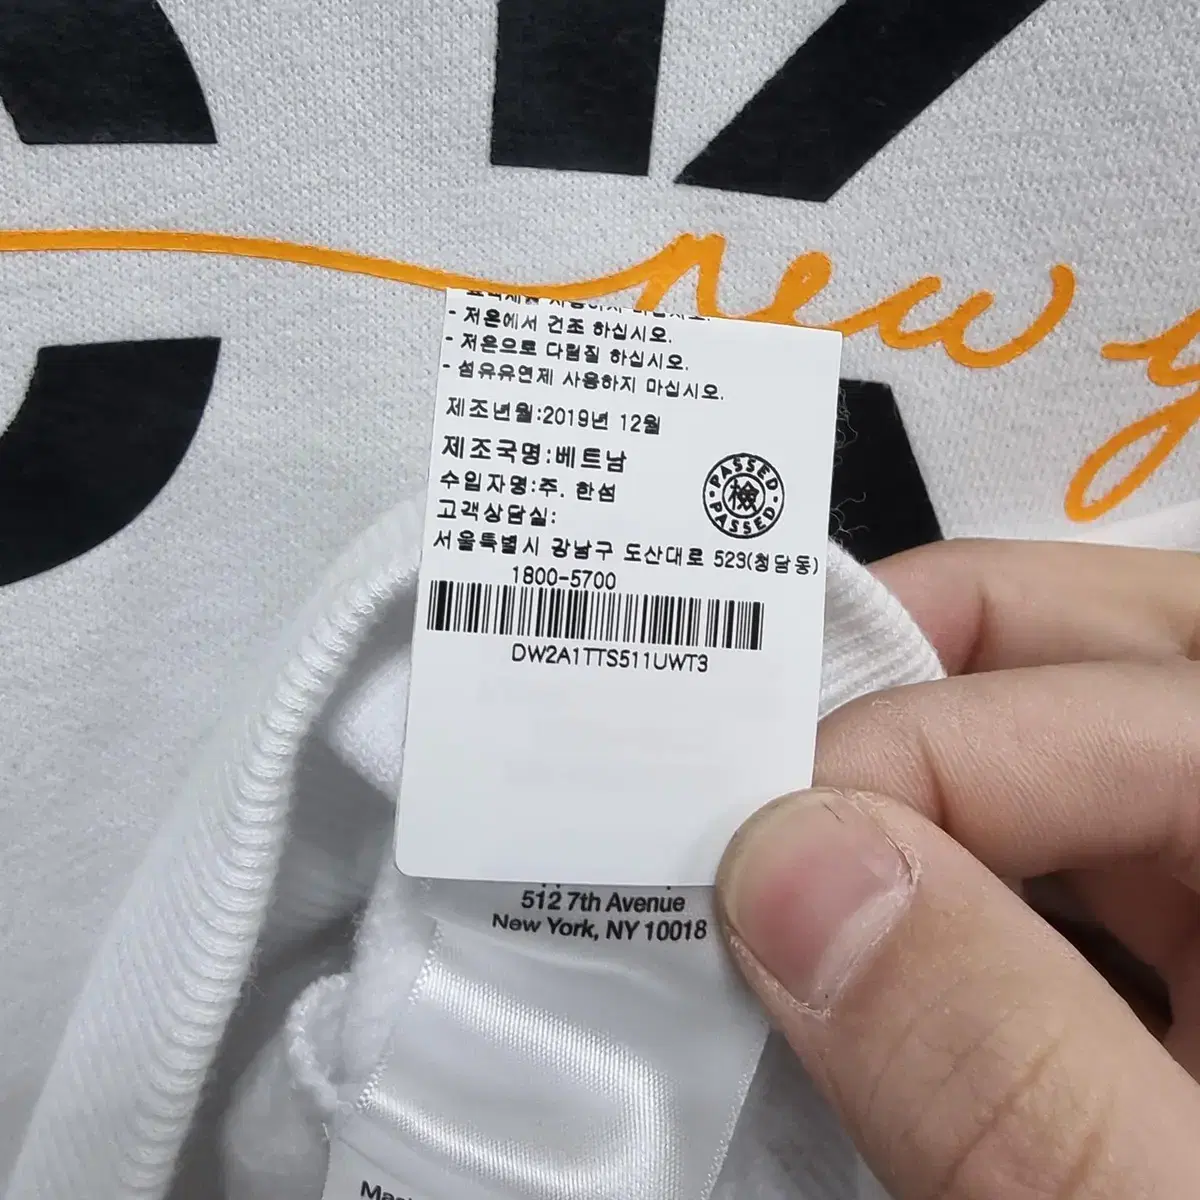 new
- 저온에서 건조 하십시오.
- 저온으로 다림질 하십시오.
- 섬유유연제 사용하지 마십시오.
제조년월:2019년 12월
제조국명:베트남
수입자명:주. 한섬
고객상담실:
서울특별시 강남구 도산대로 523(청담동)
1800-5700
PASSED 檢 PASSED
DW2A1TTS511UWT3
512 7th Avenue
New York, NY 10018